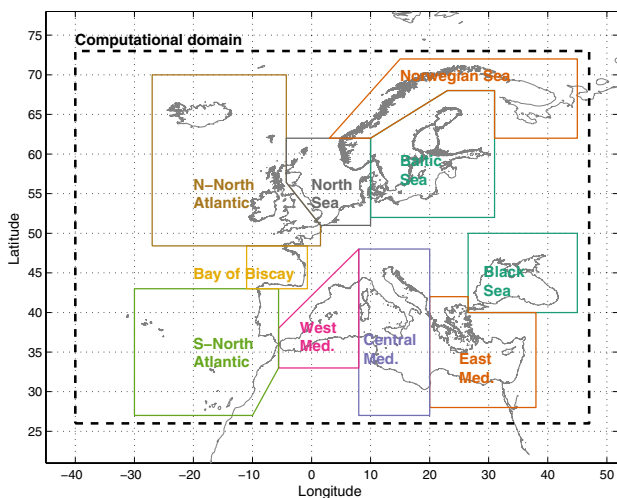 75
70
65
60
55
50
45
40
35
30
25
Latitude
Computational domain
Norwegian Sea
N−North
Atlantic
North
Sea
Baltic
Sea
Bay of Biscay
Black
Sea
S−North
Atlantic
West
Med.
Central
Med.
East
Med.
−40 −30 −20 −10 0 10 20 30 40 50
Longitude